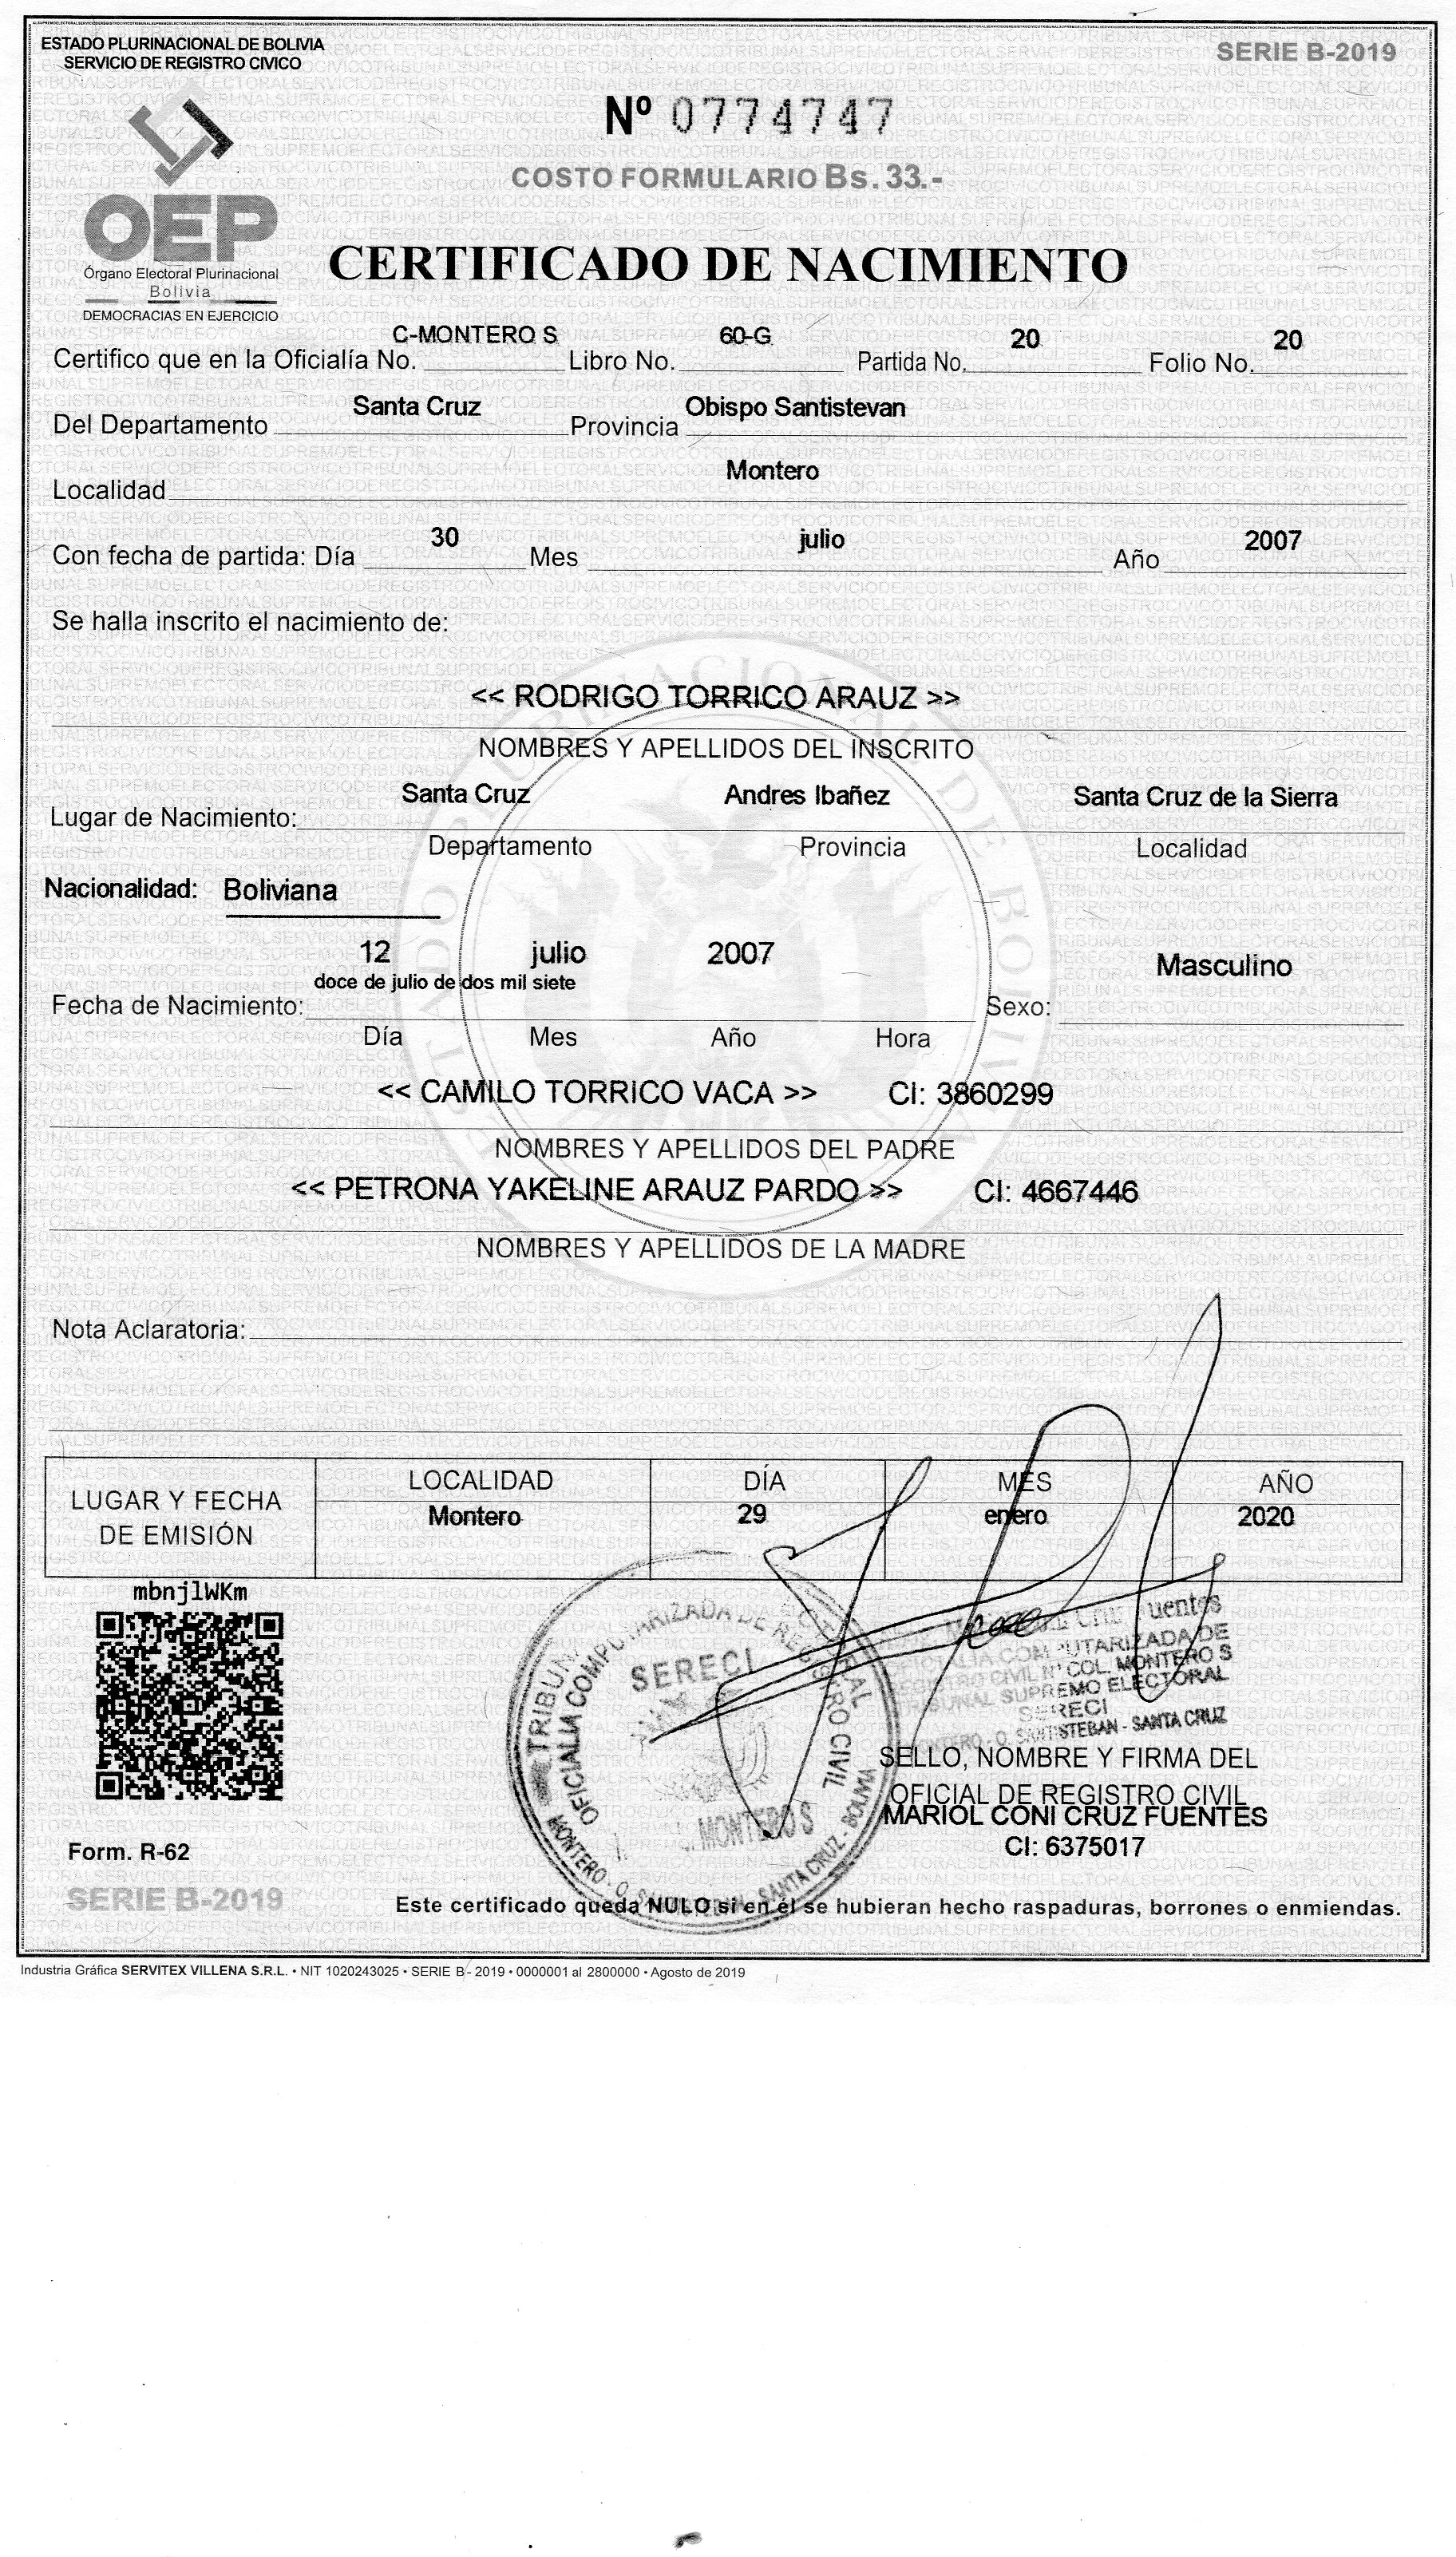 ESTADO PLURINACIONAL DE BOLIVIA
SERVICIO DE REGISTRO CIVICO
SERIE B-2019
Nº 0774747
COSTO FORMULARIO Bs. 33.-
OEP
Órgano Electoral Plurinacional
Bolivia
DEMOCRACIAS EN EJERCICIO
CERTIFICADO DE NACIMIENTO
Certifico que en la Oficialía No. C-MONTERO S Libro No. 60-G Partida No. 20 Folio No. 20
Del Departamento Santa Cruz Provincia Obispo Santistevan
Localidad Montero
Con fecha de partida: Día 30 Mes julio Año 2007
Se halla inscrito el nacimiento de:
<< RODRIGO TORRICO ARAUZ >>
NOMBRES Y APELLIDOS DEL INSCRITO
Lugar de Nacimiento: Santa Cruz Andres Ibañez Santa Cruz de la Sierra
Departamento Provincia Localidad
Nacionalidad: Boliviana
12 julio 2007
doce de julio de dos mil siete
Fecha de Nacimiento: Sexo: Masculino
Día Mes Año Hora
<< CAMILO TORRICO VACA >> CI: 3860299
NOMBRES Y APELLIDOS DEL PADRE
<< PETRONA YAKELINE ARAUZ PARDO >> CI: 4667446
NOMBRES Y APELLIDOS DE LA MADRE
Nota Aclaratoria:
LUGAR Y FECHA DE EMISIÓN
LOCALIDAD DÍA MES AÑO
Montero 29 enero 2020
mbnjlWKm
TRIBUNAL
OFICIALIA COMPUTARIZADA DE REGISTRO CIVIL
SERECI
MONTERO S
SANTA CRUZ - BOLIVIA
Cruz Fuentes
OFICIALIA COMPUTARIZADA DE
REGISTRO CIVIL Nº COL. MONTERO S
TRIBUNAL SUPREMO ELECTORAL
SERECI
MONTERO - O. SANTISTEBAN - SANTA CRUZ
SELLO, NOMBRE Y FIRMA DEL
OFICIAL DE REGISTRO CIVIL
MARIOL CONI CRUZ FUENTES
CI: 6375017
Form. R-62
SERIE B-2019
Este certificado queda NULO si en él se hubieran hecho raspaduras, borrones o enmiendas.
Industria Gráfica SERVITEX VILLENA S.R.L. • NIT 1020243025 • SERIE B - 2019 • 0000001 al 2800000 • Agosto de 2019